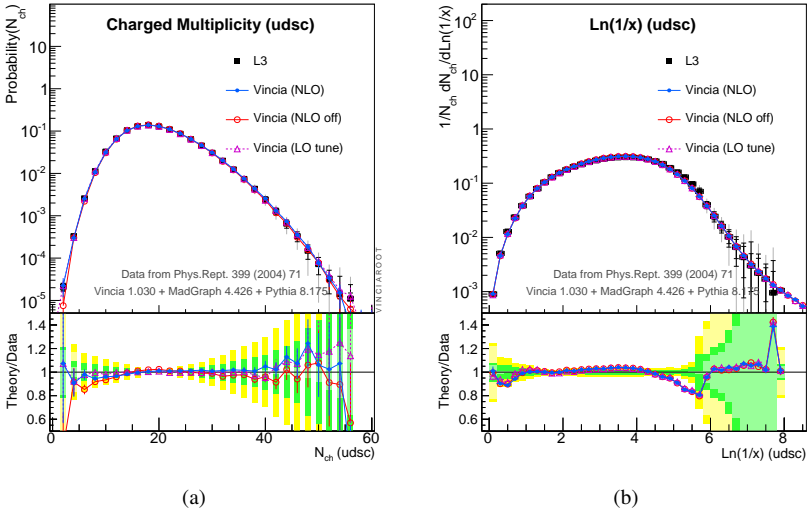 Charged Multiplicity (udsc)
Probability(N_ch)
10
1
10^-1
10^-2
10^-3
10^-4
10^-5
L3
Vincia (NLO)
Vincia (NLO off)
Vincia (LO tune)
Data from Phys.Rept. 399 (2004) 71
Vincia 1.030 + MadGraph 4.426 + Pythia 8.175
VINCIAROOT
Theory/Data
1.4
1.2
1
0.8
0.6
0 20 40 60
N_ch (udsc)
(a)
Ln(1/x) (udsc)
1/N_ch dN_ch/dLn(1/x)
10^2
10
1
10^-1
10^-2
10^-3
L3
Vincia (NLO)
Vincia (NLO off)
Vincia (LO tune)
Data from Phys.Rept. 399 (2004) 71
Vincia 1.030 + MadGraph 4.426 + Pythia 8.175
Theory/Data
1.4
1.2
1
0.8
0.6
0 2 4 6 8
Ln(1/x) (udsc)
(b)